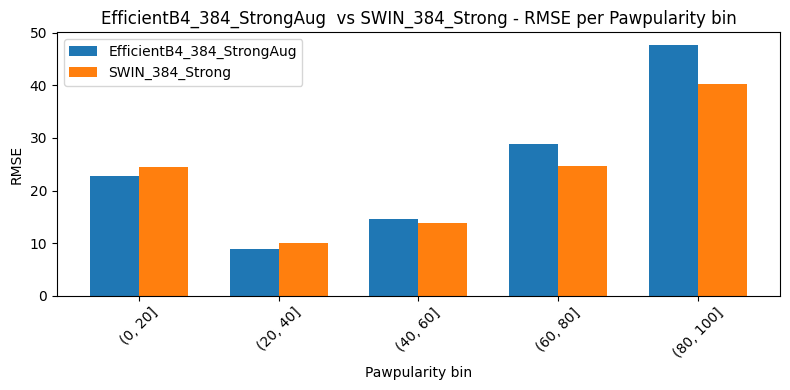 EfficientB4_384_StrongAug  vs SWIN_384_Strong - RMSE per Pawpularity bin
EfficientB4_384_StrongAug
SWIN_384_Strong
RMSE
50
40
30
20
10
0
(0, 20]
(20, 40]
(40, 60]
(60, 80]
(80, 100]
Pawpularity bin